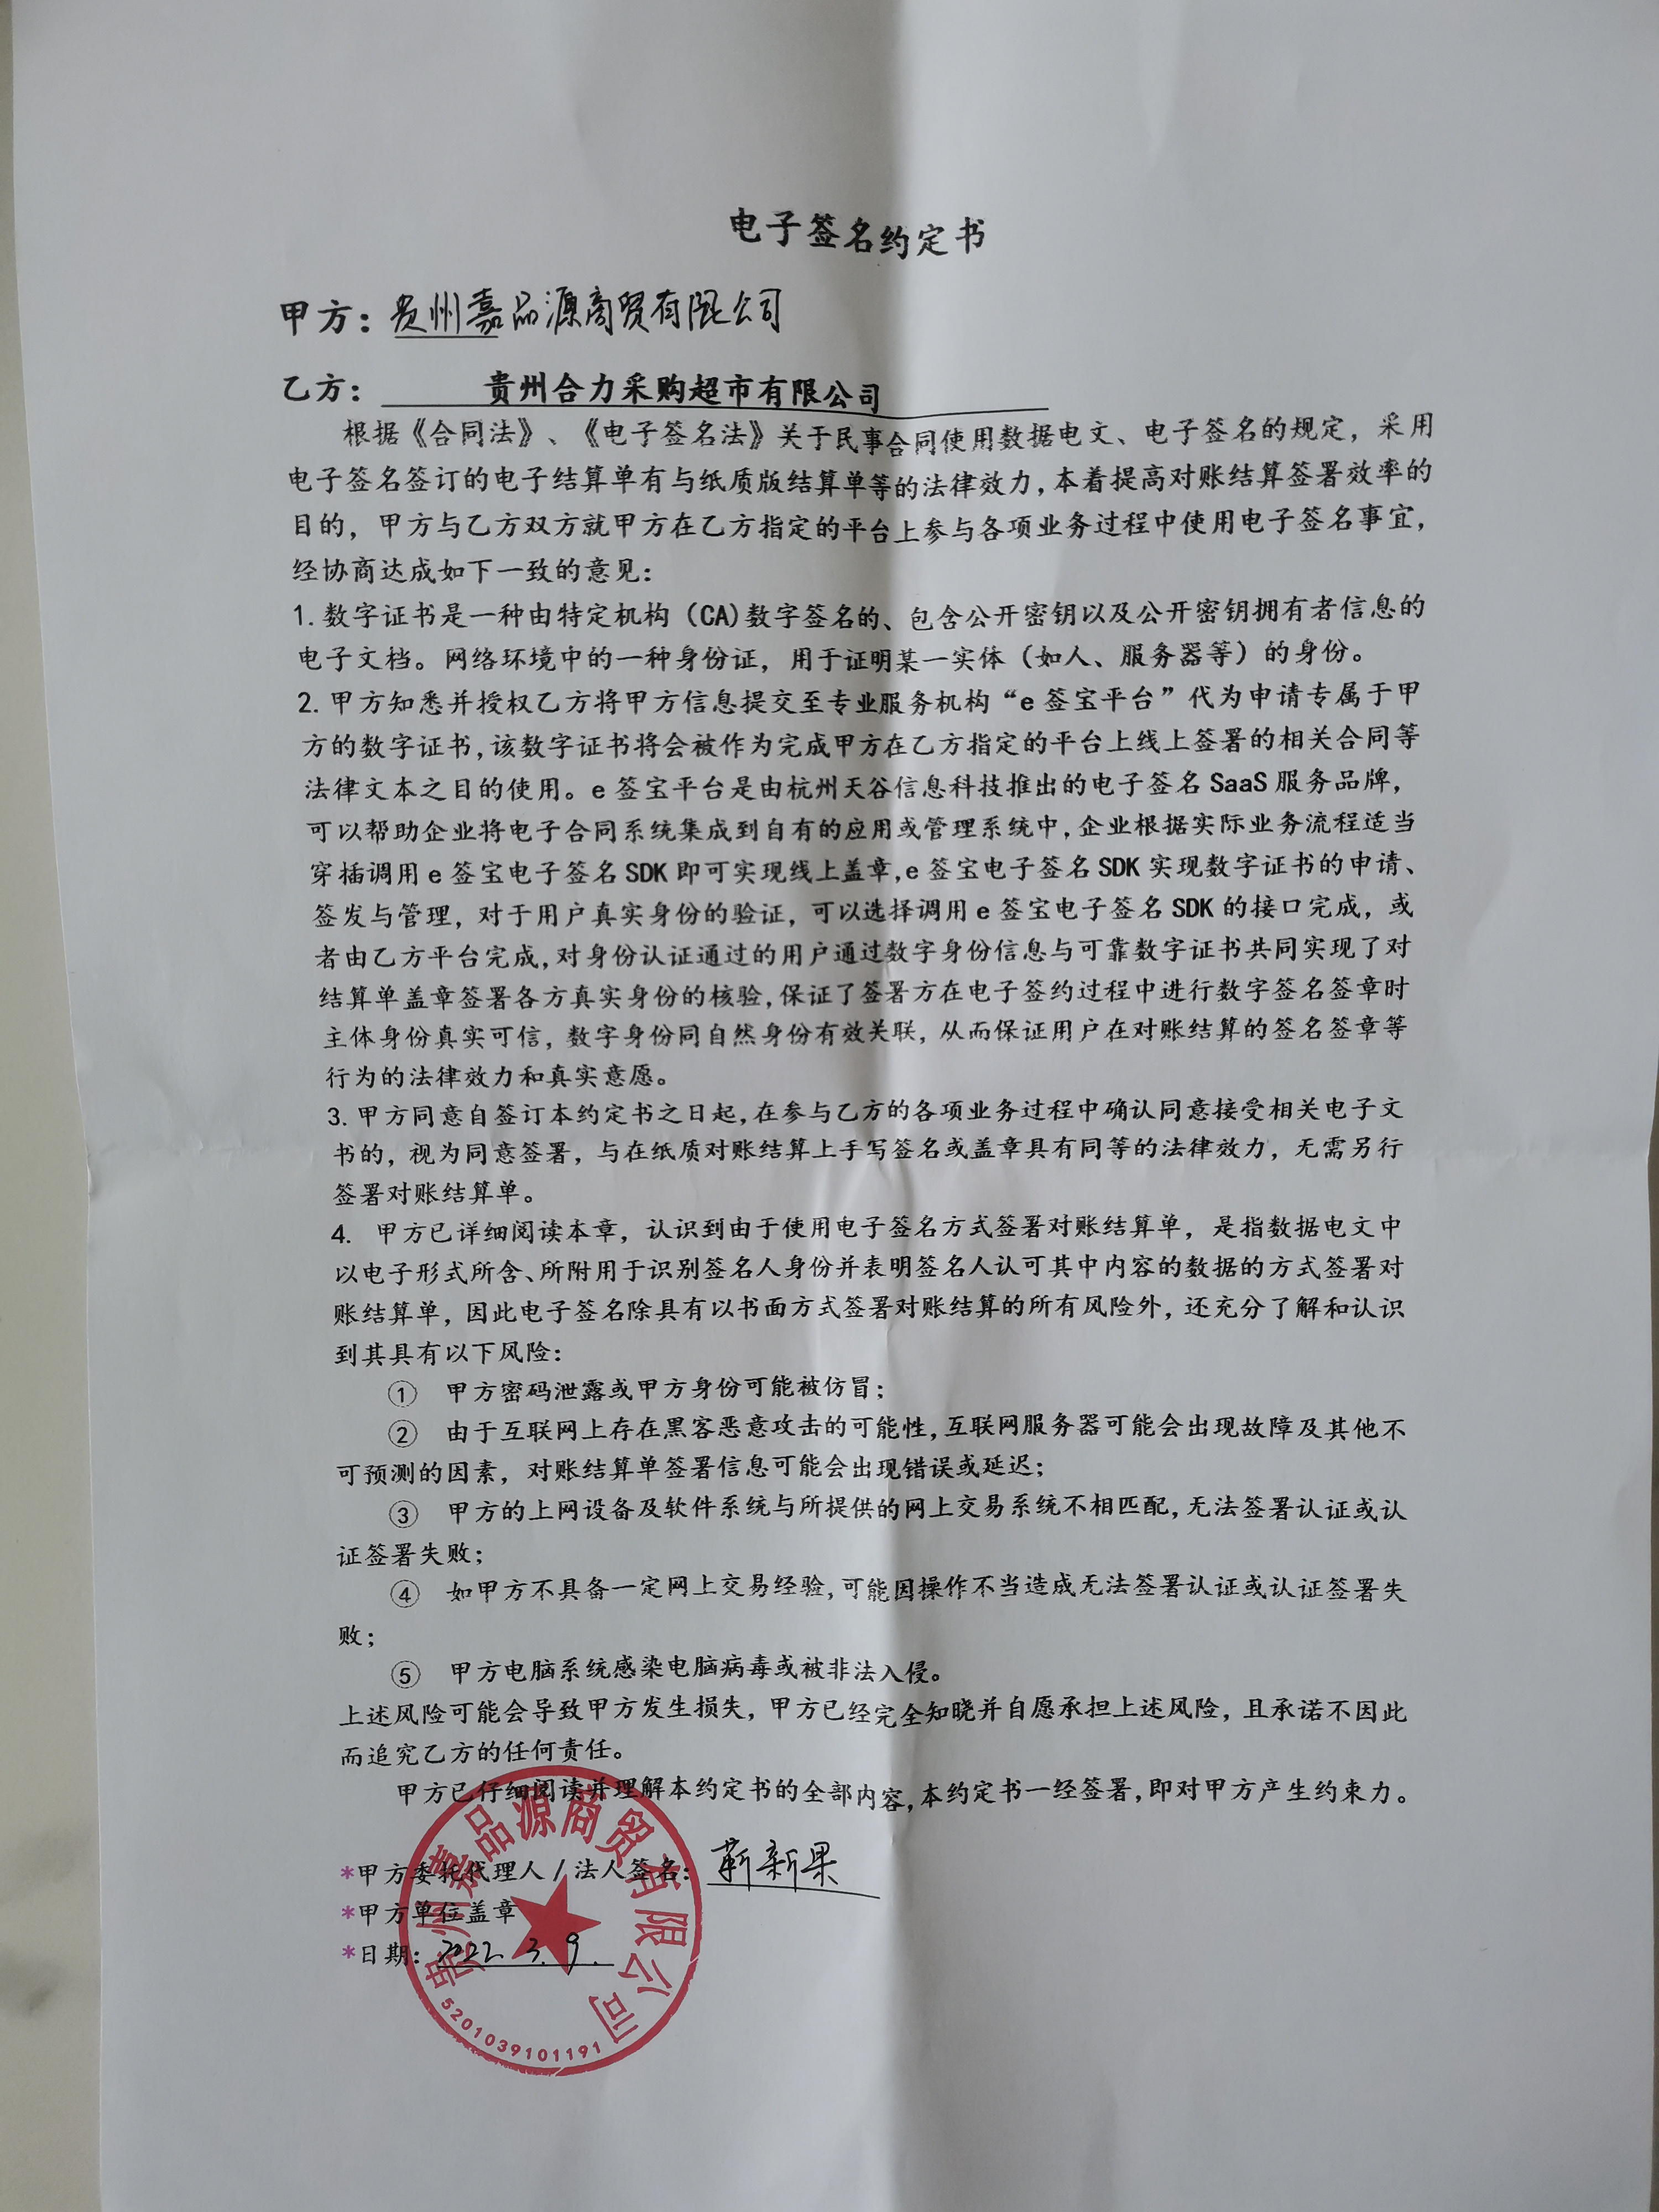 电子签名约定书
甲方：贵州嘉品源商贸有限公司
乙方：贵州合力采购超市有限公司
根据《合同法》、《电子签名法》关于民事合同使用数据电文、电子签名的规定，采用
电子签名签订的电子结算单有与纸质版结算单等的法律效力，本着提高对账结算签署效率的
目的，甲方与乙方双方就甲方在乙方指定的平台上参与各项业务过程中使用电子签名事宜，
经协商达成如下一致的意见：
1.数字证书是一种由特定机构（CA)数字签名的、包含公开密钥以及公开密钥拥有者信息的
电子文档。网络环境中的一种身份证，用于证明某一实体（如人、服务器等）的身份。
2.甲方知悉并授权乙方将甲方信息提交至专业服务机构“e签宝平台”代为申请专属于甲
方的数字证书，该数字证书将会被作为完成甲方在乙方指定的平台上线上签署的相关合同等
法律文本之目的使用。e签宝平台是由杭州天谷信息科技推出的电子签名SaaS服务品牌，
可以帮助企业将电子合同系统集成到自有的应用或管理系统中，企业根据实际业务流程适当
穿插调用e签宝电子签名SDK即可实现线上盖章，e签宝电子签名SDK实现数字证书的申请、
签发与管理，对于用户真实身份的验证，可以选择调用e签宝电子签名SDK的接口完成，或
者由乙方平台完成，对身份认证通过的用户通过数字身份信息与可靠数字证书共同实现了对
结算单盖章签署各方真实身份的核验，保证了签署方在电子签约过程中进行数字签名签章时
主体身份真实可信，数字身份同自然身份有效关联，从而保证用户在对账结算的签名签章等
行为的法律效力和真实意愿。
3.甲方同意自签订本约定书之日起，在参与乙方的各项业务过程中确认同意接受相关电子文
书的，视为同意签署，与在纸质对账结算上手写签名或盖章具有同等的法律效力，无需另行
签署对账结算单。
4. 甲方已详细阅读本章，认识到由于使用电子签名方式签署对账结算单，是指数据电文中
以电子形式所含、所附用于识别签名人身份并表明签名人认可其中内容的数据的方式签署对
账结算单，因此电子签名除具有以书面方式签署对账结算的所有风险外，还充分了解和认识
到其具有以下风险：
① 甲方密码泄露或甲方身份可能被仿冒；
② 由于互联网上存在黑客恶意攻击的可能性，互联网服务器可能会出现故障及其他不
可预测的因素，对账结算单签署信息可能会出现错误或延迟；
③ 甲方的上网设备及软件系统与所提供的网上交易系统不相匹配，无法签署认证或认
证签署失败；
④ 如甲方不具备一定网上交易经验，可能因操作不当造成无法签署认证或认证签署失
败；
⑤ 甲方电脑系统感染电脑病毒或被非法入侵。
上述风险可能会导致甲方发生损失，甲方已经完全知晓并自愿承担上述风险，且承诺不因此
而追究乙方的任何责任。
甲方已仔细阅读并理解本约定书的全部内容，本约定书一经签署，即对甲方产生约束力。
*甲方委托代理人/法人签名：靳新果
*甲方单位盖章
*日期：2022.3.9.
贵州嘉品源商贸有限公司
5201039101191